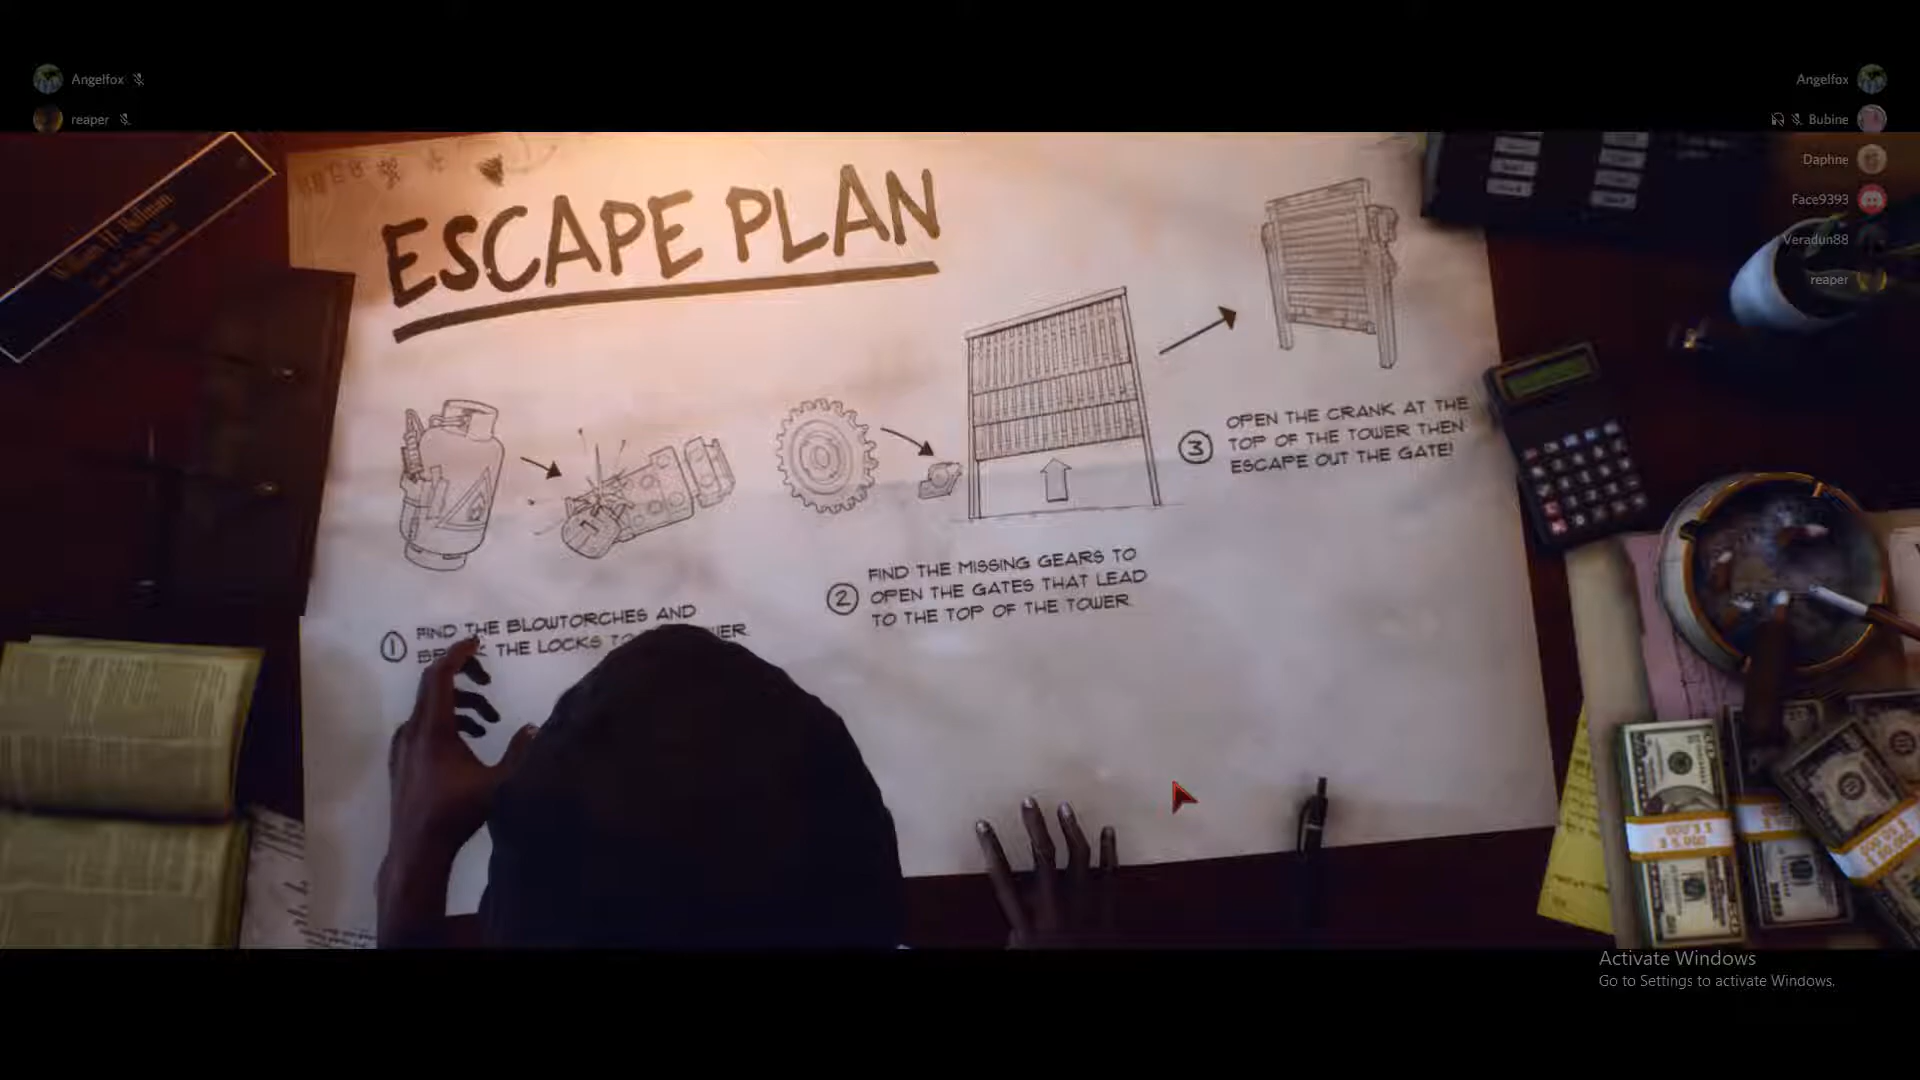 Angelfox
reaper
Angelfox
Bubine
Daphne
Face9393
Veradun88
reaper
ESCAPE PLAN
1 FIND THE BLOWTORCHES AND
THE LOCKS
2 FIND THE MISSING GEARS TO
OPEN THE GATES THAT LEAD
TO THE TOP OF THE TOWER
3 OPEN THE CRANK AT THE
TOP OF THE TOWER THEN
ESCAPE OUT THE GATE!
Activate Windows
Go to Settings to activate Windows.